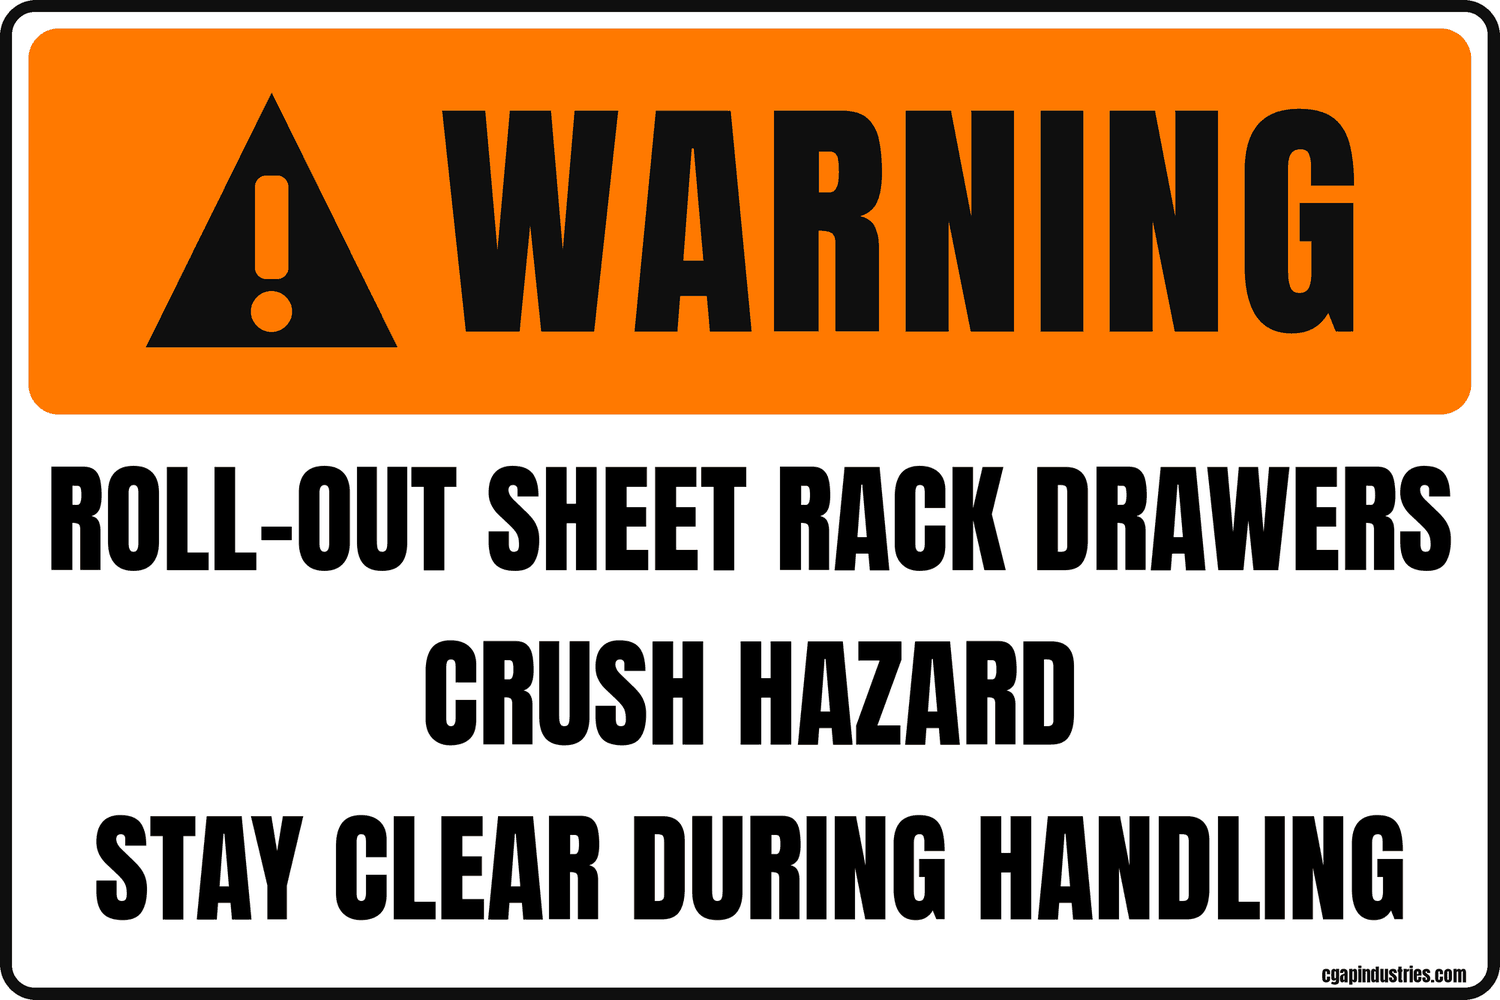 WARNING
ROLL-OUT SHEET RACK DRAWERS
CRUSH HAZARD
STAY CLEAR DURING HANDLING
cgapindustries.com